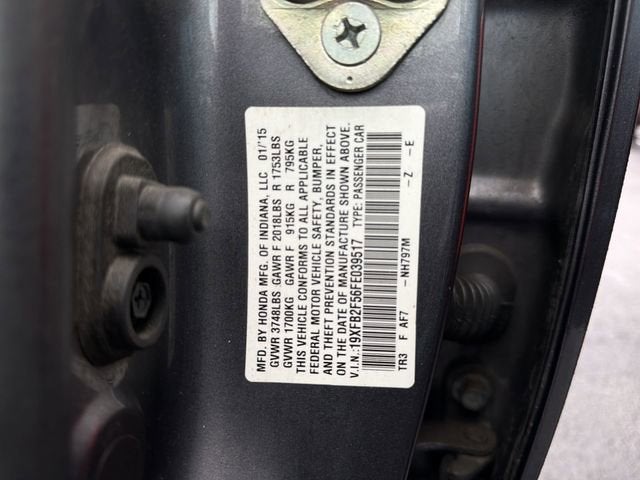 MFD. BY HONDA MFG. OF INDIANA, LLC 01/'15
GVWR 3748LBS GAWR F 2018LBS R 1753LBS
GVWR 1700KG GAWR F 915KG R 795KG
THIS VEHICLE CONFORMS TO ALL APPLICABLE
FEDERAL MOTOR VEHICLE SAFETY, BUMPER,
AND THEFT PREVENTION STANDARDS IN EFFECT
ON THE DATE OF MANUFACTURE SHOWN ABOVE.
V.I.N.:19XFB2F56FE039517 TYPE: PASSENGER CAR
TR3 F AF7 -NH797M -Z -E